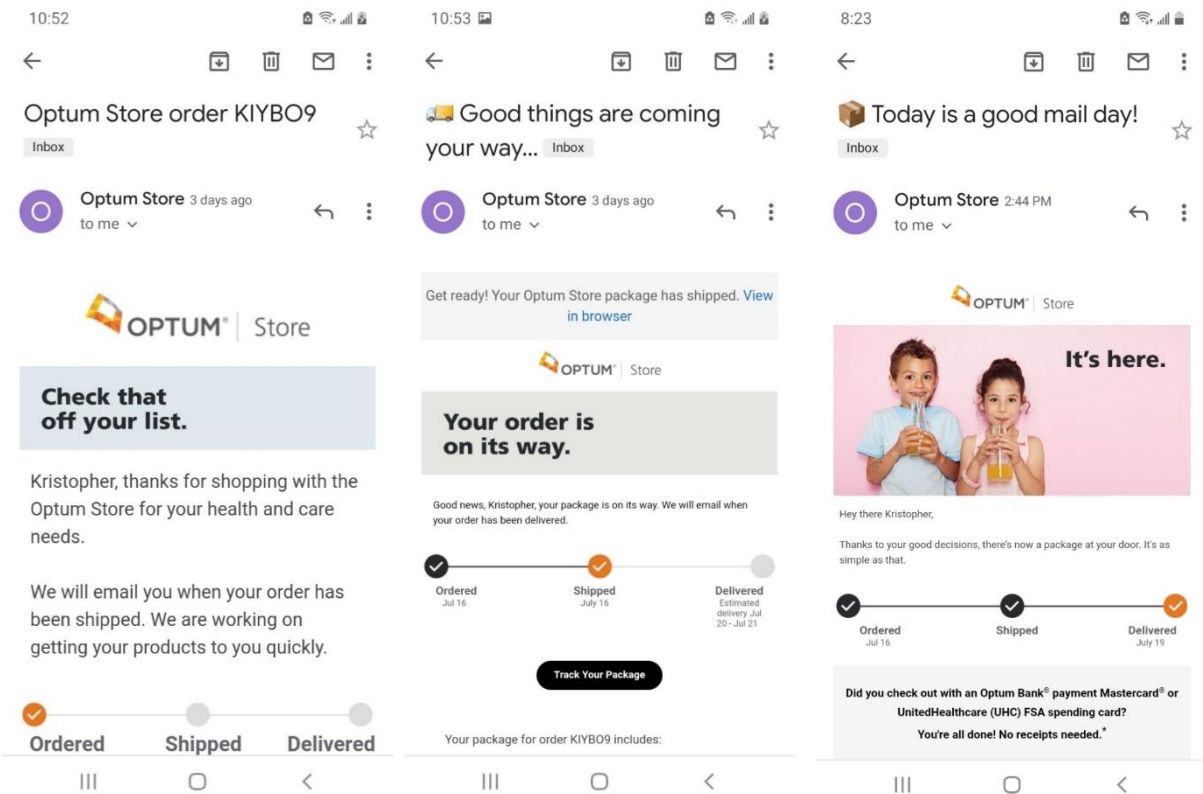 10:52
Optum Store order KIYBO9
Inbox
O
Optum Store 3 days ago
to me
OPTUM® | Store
Check that
off your list.
Kristopher, thanks for shopping with the
Optum Store for your health and care
needs.
We will email you when your order has
been shipped. We are working on
getting your products to you quickly.
Ordered Shipped Delivered
10:53
🚚 Good things are coming
your way... Inbox
O
Optum Store 3 days ago
to me
Get ready! Your Optum Store package has shipped. View
in browser
OPTUM® | Store
Your order is
on its way.
Good news, Kristopher, your package is on its way. We will email when
your order has been delivered.
Ordered Shipped Delivered
Jul 16 July 16 Estimated
delivery Jul
20 - Jul 21
Track Your Package
Your package for order KIYBO9 includes:
8:23
📦 Today is a good mail day!
Inbox
O
Optum Store 2:44 PM
to me
OPTUM® | Store
It's here.
Hey there Kristopher,
Thanks to your good decisions, there's now a package at your door. It's as
simple as that.
Ordered Shipped Delivered
Jul 16 July 19
Did you check out with an Optum Bank® payment Mastercard® or
UnitedHealthcare (UHC) FSA spending card?
You're all done! No receipts needed.*